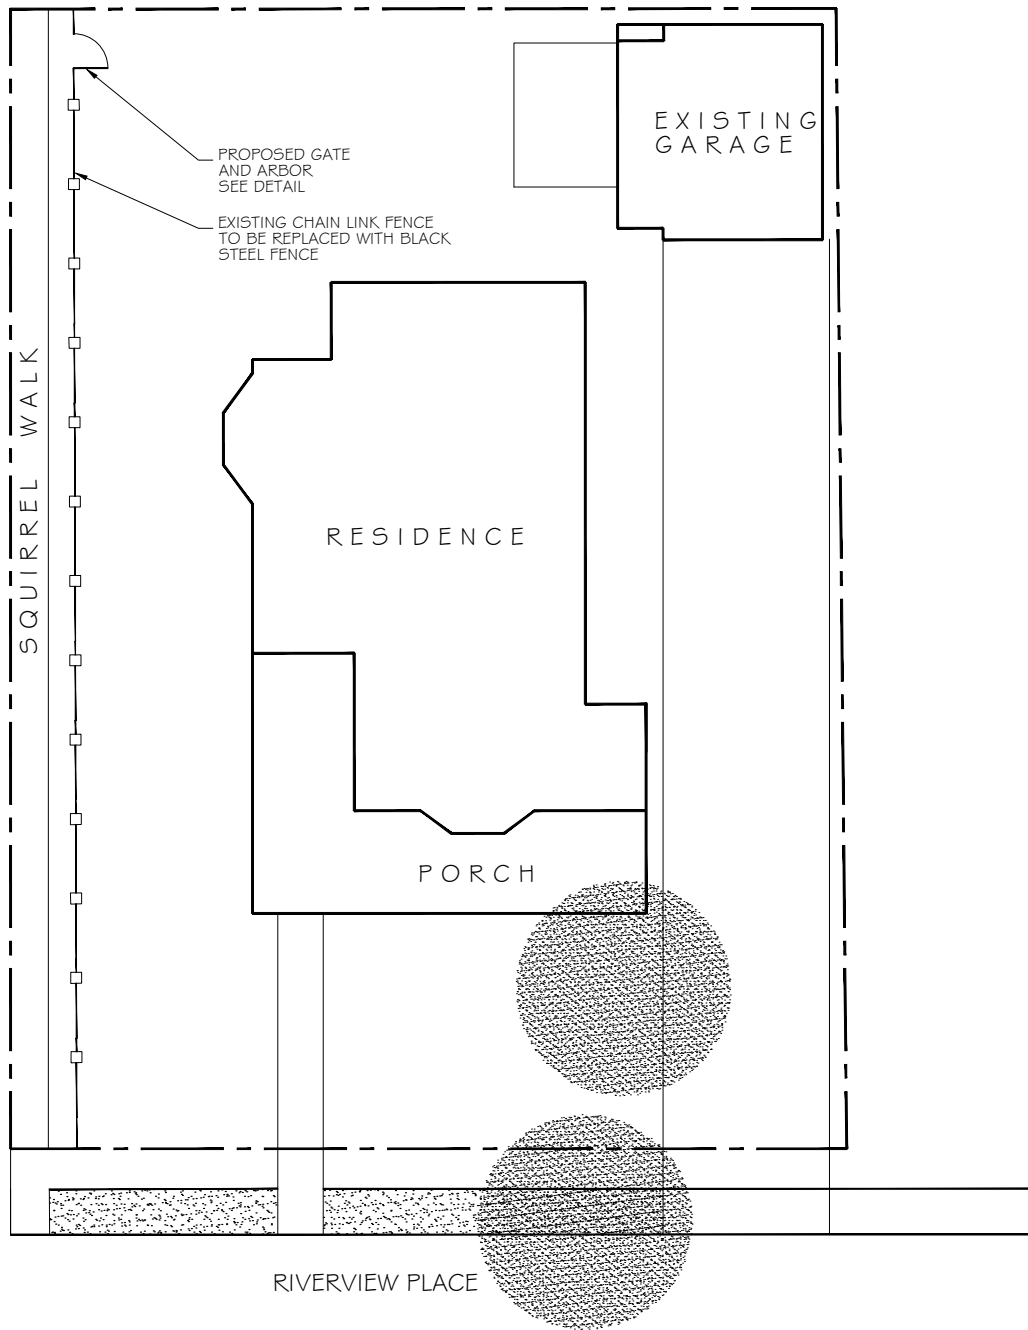 EXISTING
GARAGE
PROPOSED GATE
AND ARBOR
SEE DETAIL
EXISTING CHAIN LINK FENCE
TO BE REPLACED WITH BLACK
STEEL FENCE
SQUIRREL WALK
RESIDENCE
PORCH
RIVERVIEW PLACE